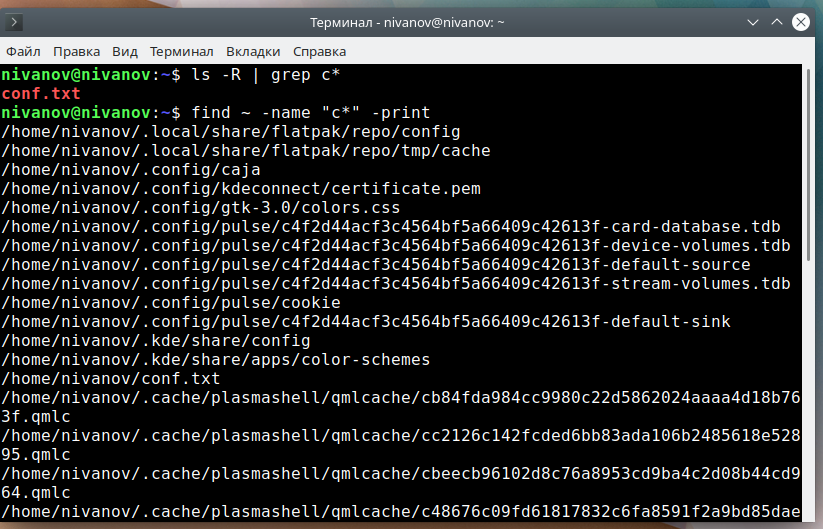 Терминал - nivanov@nivanov: ~
Файл Правка Вид Терминал Вкладки Справка
nivanov@nivanov:~$ ls -R | grep c*
conf.txt
nivanov@nivanov:~$ find ~ -name "c*" -print
/home/nivanov/.local/share/flatpak/repo/config
/home/nivanov/.local/share/flatpak/repo/tmp/cache
/home/nivanov/.config/caja
/home/nivanov/.config/kdeconnect/certificate.pem
/home/nivanov/.config/gtk-3.0/colors.css
/home/nivanov/.config/pulse/c4f2d44acf3c4564bf5a66409c42613f-card-database.tdb
/home/nivanov/.config/pulse/c4f2d44acf3c4564bf5a66409c42613f-device-volumes.tdb
/home/nivanov/.config/pulse/c4f2d44acf3c4564bf5a66409c42613f-default-source
/home/nivanov/.config/pulse/c4f2d44acf3c4564bf5a66409c42613f-stream-volumes.tdb
/home/nivanov/.config/pulse/cookie
/home/nivanov/.config/pulse/c4f2d44acf3c4564bf5a66409c42613f-default-sink
/home/nivanov/.kde/share/config
/home/nivanov/.kde/share/apps/color-schemes
/home/nivanov/conf.txt
/home/nivanov/.cache/plasmashell/qmlcache/cb84fda984cc9980c22d5862024aaaa4d18b76
3f.qmlc
/home/nivanov/.cache/plasmashell/qmlcache/cc2126c142fcded6bb83ada106b2485618e528
95.qmlc
/home/nivanov/.cache/plasmashell/qmlcache/cbeecb96102d8c76a8953cd9ba4c2d08b44cd9
64.qmlc
/home/nivanov/.cache/plasmashell/qmlcache/c48676c09fd61817832c6fa8591f2a9bd85dae